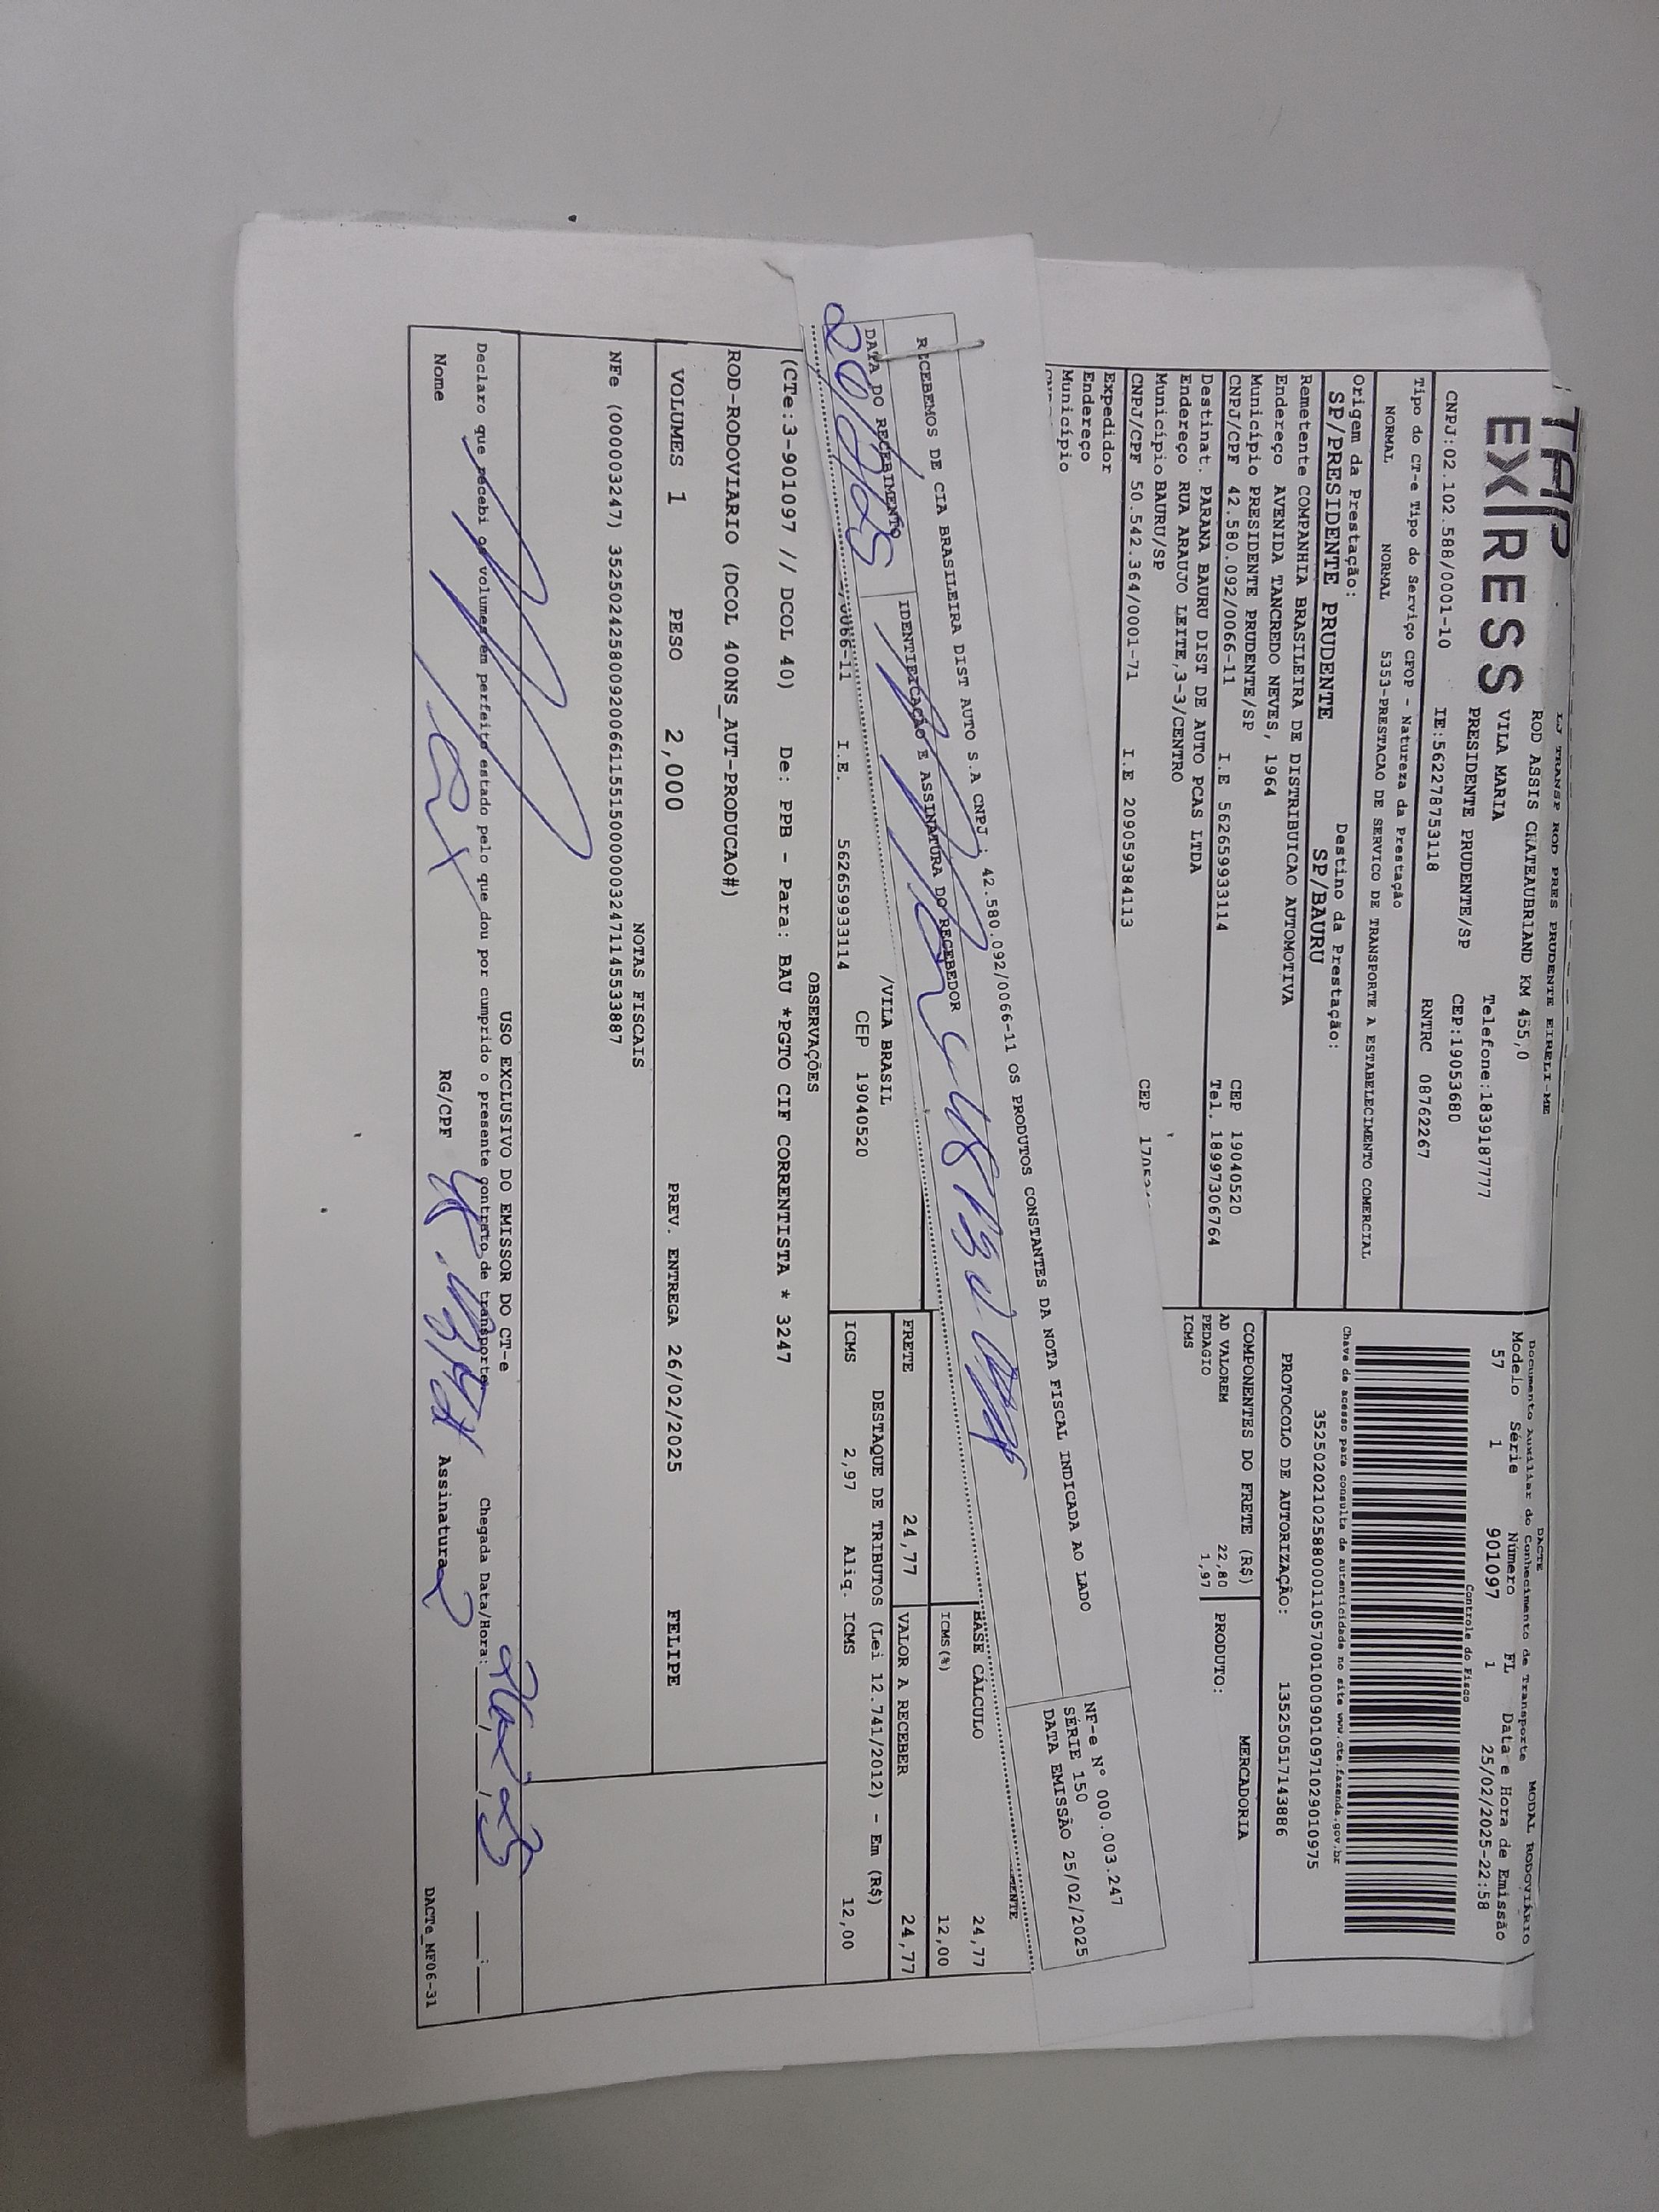 TAP
EX RESS
LJ TRANSP ROD PRES PRUDENTE EIRELI-ME
ROD ASSIS CHATEAUBRIAND KM 455,0
VILA MARIA Telefone:1839187777
PRESIDENTE PRUDENTE/SP CEP:19053680
CNPJ:02.102.588/0001-10 IE:562278753118 RNTRC 08762267
Tipo do CT-e Tipo do Serviço CFOP - Natureza da Prestação
NORMAL NORMAL 5353-PRESTACAO DE SERVICO DE TRANSPORTE A ESTABELECIMENTO COMERCIAL
Origem da Prestação: Destino da Prestação:
SP/PRESIDENTE PRUDENTE SP/BAURU
Remetente COMPANHIA BRASILEIRA DE DISTRIBUICAO AUTOMOTIVA
Endereço AVENIDA TANCREDO NEVES, 1964
Município PRESIDENTE PRUDENTE/SP CEP 19040520
CNPJ/CPF 42.580.092/0066-11 I.E 562659933114 Tel. 18997306764
Destinat. PARANA BAURU DIST DE AUTO PCAS LTDA
Endereço RUA ARAUJO LEITE,3-3/CENTRO
Município BAURU/SP CEP
CNPJ/CPF 50.542.364/0001-71 I.E 209059384113
Expedidor
Endereço
Município
DACTE MODAL RODOVIÁRIO
Documento Auxiliar do Conhecimento de Transporte
Modelo Série Número FL Data e Hora de Emissão
57 1 901097 1 25/02/2025-22:58
Controle do Fisco
Chave de acesso para consulta de autenticidade no site www.cte.fazenda.gov.br
35250202102588000110570010009010971029010975
PROTOCOLO DE AUTORIZAÇÃO: 135250517143886
COMPONENTES DO FRETE (R$) MERCADORIA
AD VALOREM 22,80 PRODUTO:
PEDAGIO 1,97
ICMS
RECEBEMOS DE CIA BRASILEIRA DIST AUTO S.A CNPJ : 42.580.092/0066-11 OS PRODUTOS CONSTANTES DA NOTA FISCAL INDICADA AO LADO
DATA DO RECEBIMENTO IDENTIFICAÇÃO E ASSINATURA DO RECEBEDOR
NF-e Nº 000.003.247
SÉRIE 150
DATA EMISSÃO 25/02/2025
BASE CÁLCULO 24,77
ICMS(%) 12,00
/VILA BRASIL
CEP 19040520
/0066-11 I.E. 562659933114
FRETE 24,77 VALOR A RECEBER 24,77
DESTAQUE DE TRIBUTOS (Lei 12.741/2012) - Em (R$)
ICMS 2,97 Aliq. ICMS 12,00
OBSERVAÇÕES
(CTe:3-901097 // DCOL 40) De: PPB - Para: BAU *PGTO CIF CORRENTISTA * 3247
ROD-RODOVIARIO (DCOL 400NS_AUT-PRODUCAO#)
VOLUMES 1 PESO 2,000 PREV. ENTREGA 26/02/2025 FELIPE
NOTAS FISCAIS
NFe (000003247) 35250242580092006611551500000032471145533887
USO EXCLUSIVO DO EMISSOR DO CT-e
Declaro que recebi os volumes em perfeito estado pelo que dou por cumprido o presente contrato de transporte Chegada Data/Hora:
Nome RG/CPF Assinatura
DACTe_MF06-31